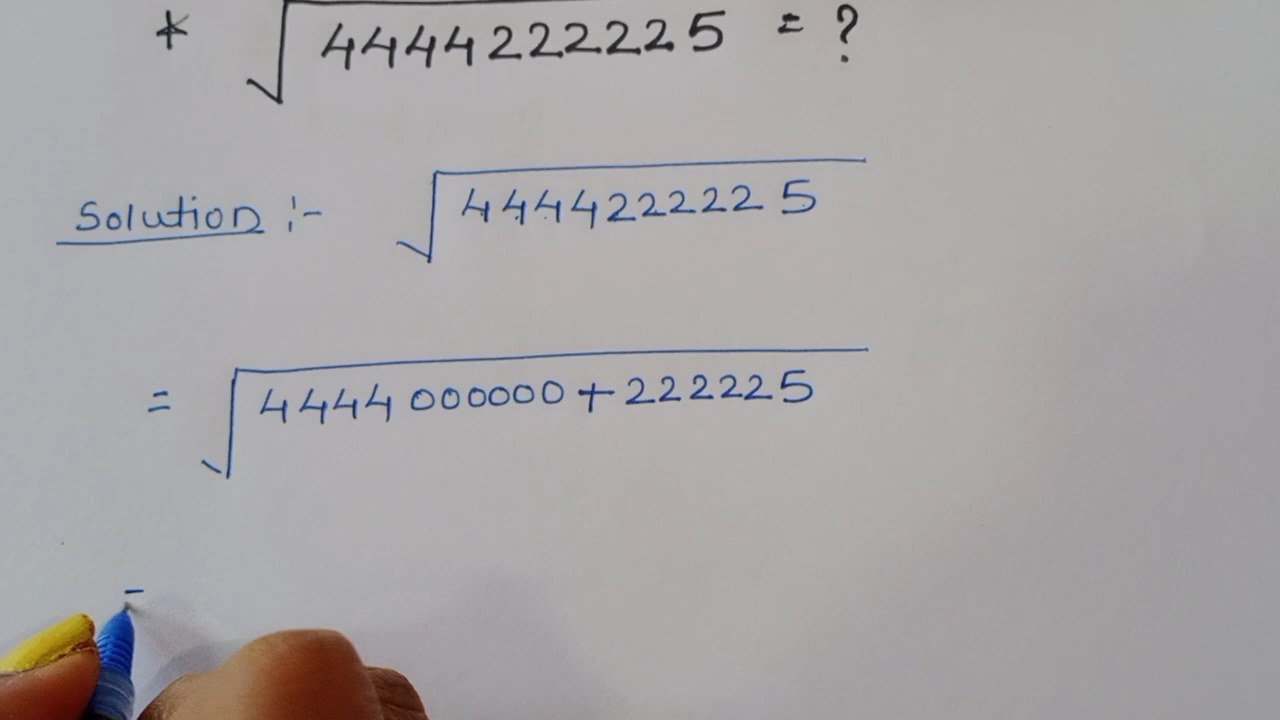 * √4444222225 = ?
Solution :- √4444222225
= √4444000000+222225
-